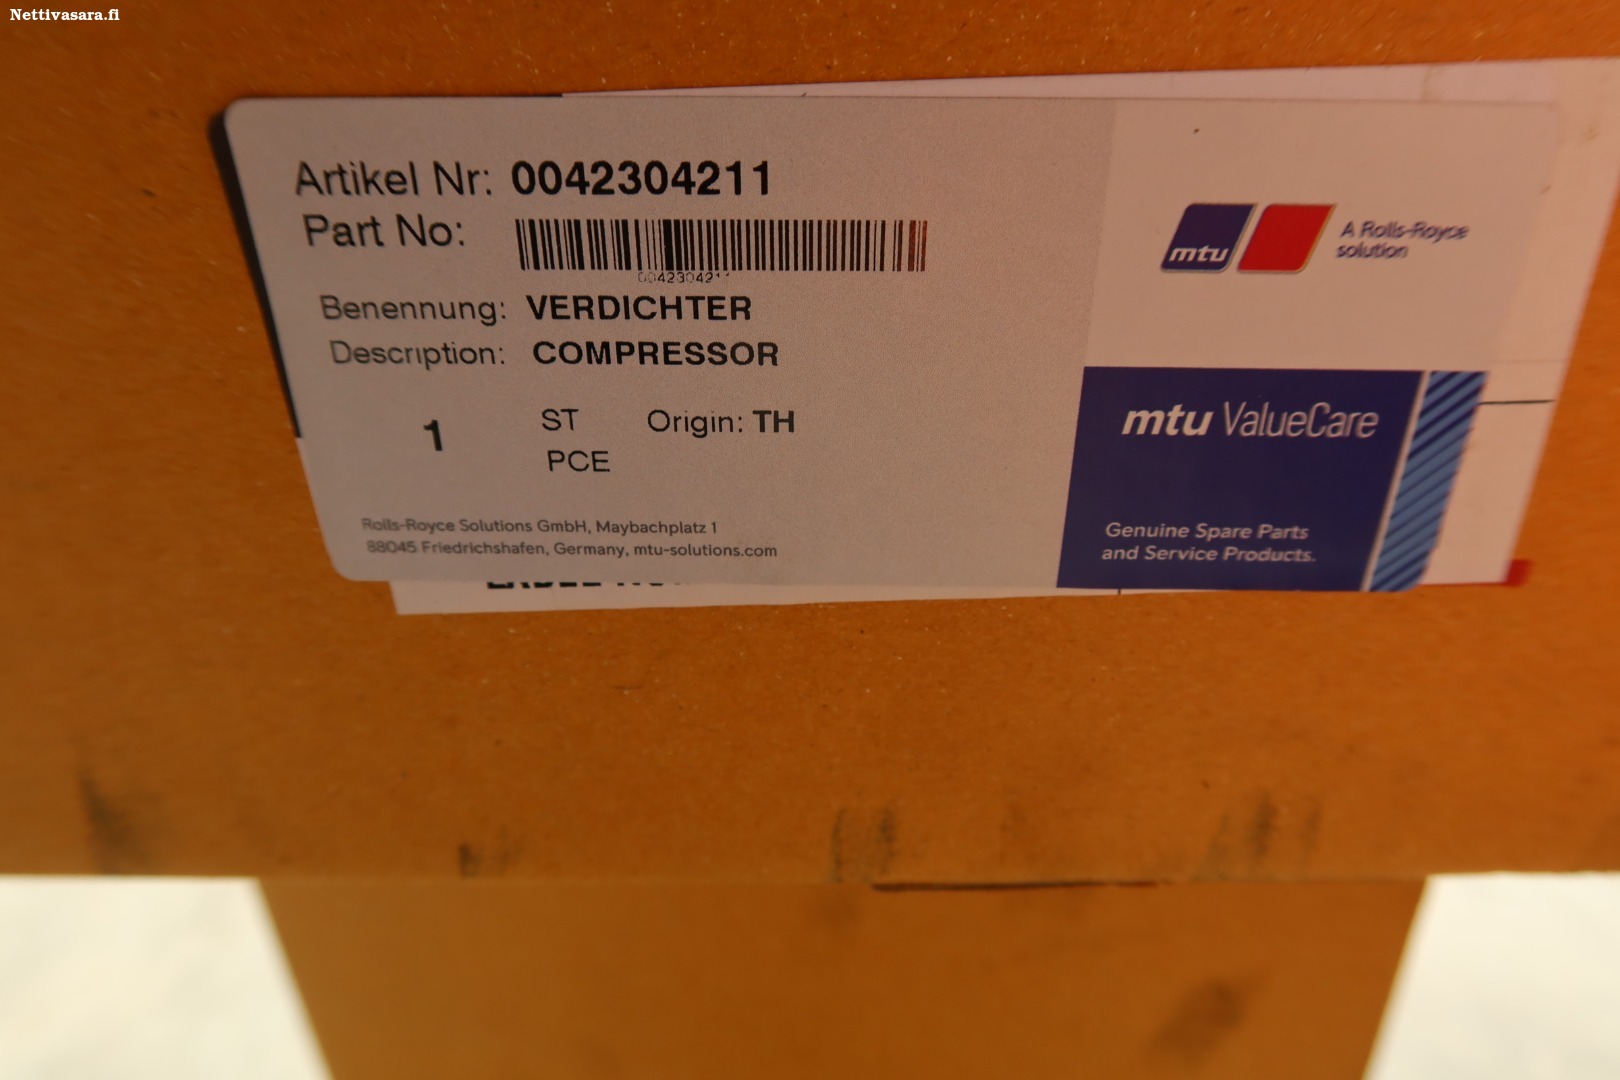 Nettivasara.fi
Artikel Nr: 0042304211
Part No:
Benennung: VERDICHTER
Description: COMPRESSOR
1 ST Origin: TH
PCE
Rolls-Royce Solutions GmbH, Maybachplatz 1
88045 Friedrichshafen, Germany, mtu-solutions.com
mtu
A Rolls-Royce
solution
mtu ValueCare
Genuine Spare Parts
and Service Products.